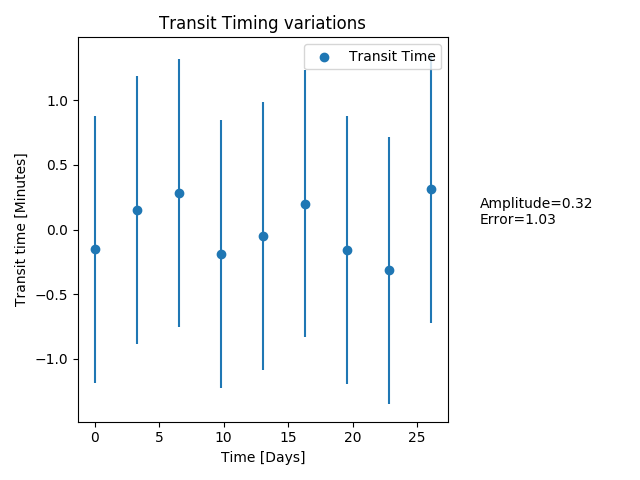 Transit Timing variations
Transit Time
Transit time [Minutes]
1.0
0.5
0.0
−0.5
−1.0
0 5 10 15 20 25
Time [Days]
Amplitude=0.32
Error=1.03